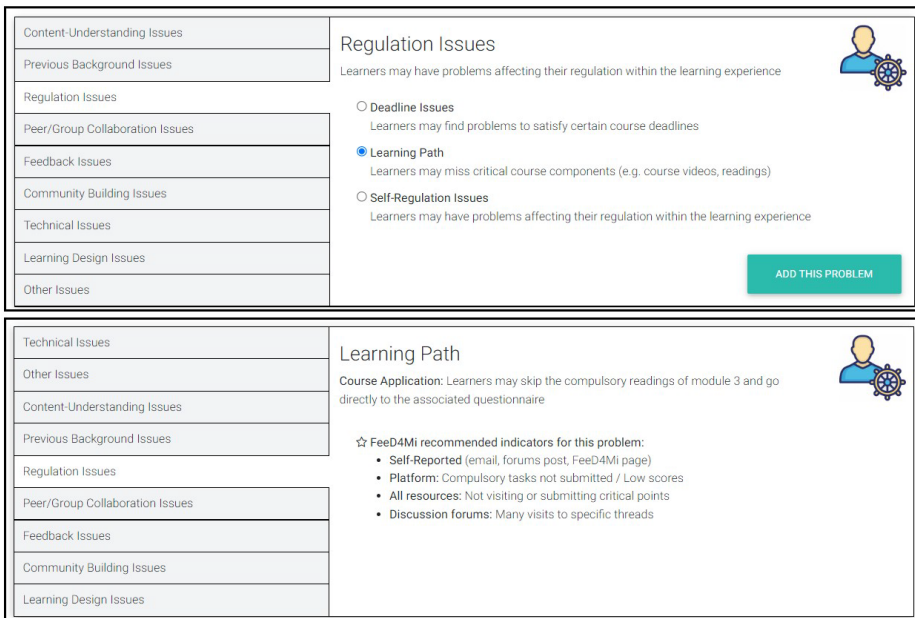 Content-Understanding Issues
Previous Background Issues
Regulation Issues
Peer/Group Collaboration Issues
Feedback Issues
Community Building Issues
Technical Issues
Learning Design Issues
Other Issues
Regulation Issues
Learners may have problems affecting their regulation within the learning experience
Deadline Issues
Learners may find problems to satisfy certain course deadlines
Learning Path
Learners may miss critical course components (e.g. course videos, readings)
Self-Regulation Issues
Learners may have problems affecting their regulation within the learning experience
ADD THIS PROBLEM
Technical Issues
Other Issues
Content-Understanding Issues
Previous Background Issues
Regulation Issues
Peer/Group Collaboration Issues
Feedback Issues
Community Building Issues
Learning Design Issues
Learning Path
Course Application: Learners may skip the compulsory readings of module 3 and go
directly to the associated questionnaire
FeeD4Mi recommended indicators for this problem:
• Self-Reported (email, forums post, FeeD4Mi page)
• Platform: Compulsory tasks not submitted / Low scores
• All resources: Not visiting or submitting critical points
• Discussion forums: Many visits to specific threads